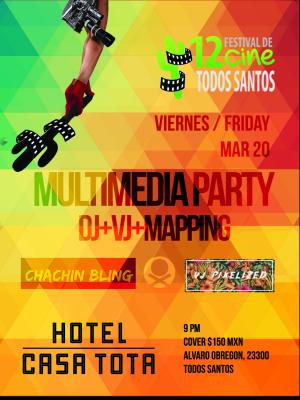 12 FESTIVAL DE
cine
TODOS SANTOS
VIERNES / FRIDAY
MAR 20
MULTIMEDIA PARTY
DJ+VJ+MAPPING
CHACHIN BLING
VJ PIXELIZED
HOTEL
CASA TOTA
9 PM
COVER $150 MXN
ALVARO OBREGON, 23300
TODOS SANTOS